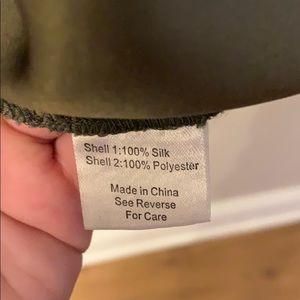 Shell 1:100% Silk
Shell 2:100% Polyester
Made in China
See Reverse
For Care